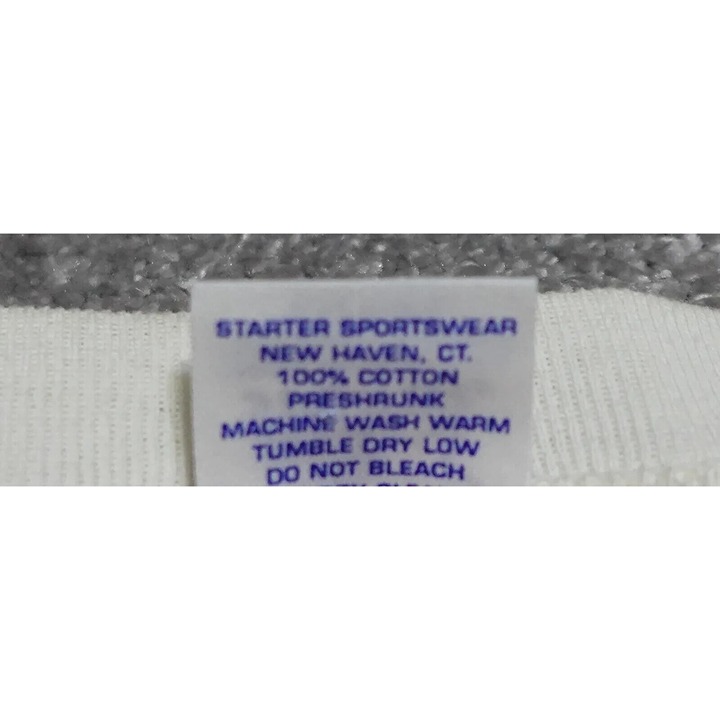 STARTER SPORTSWEAR
NEW HAVEN, CT.
100% COTTON
PRESHRUNK
MACHINE WASH WARM
TUMBLE DRY LOW
DO NOT BLEACH